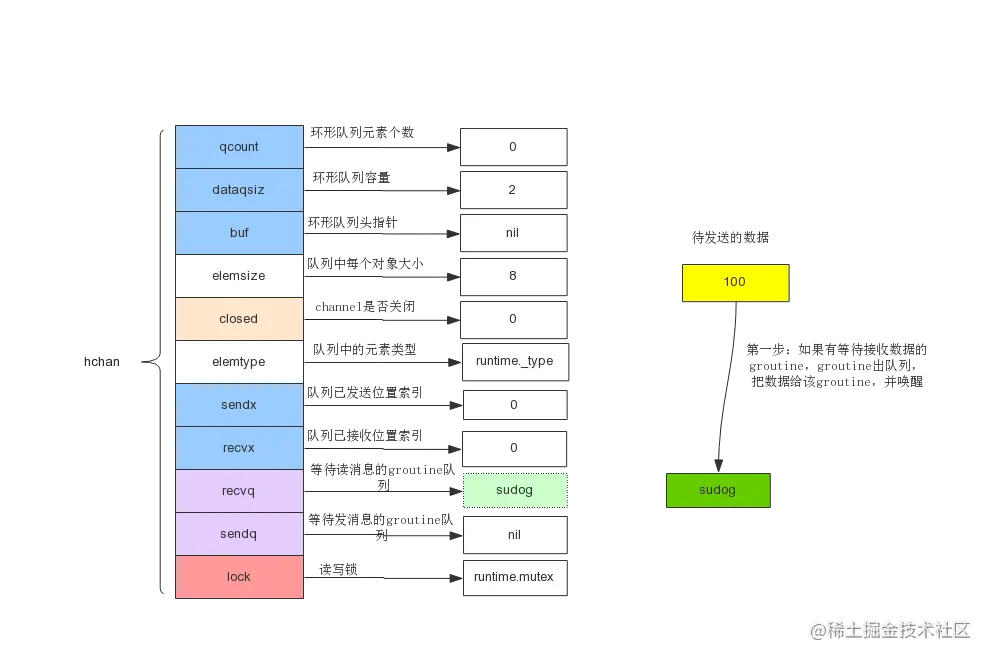 qcount
环形队列元素个数
0
dataqsiz
环形队列容量
2
buf
环形队列头指针
nil
elemsize
队列中每个对象大小
8
closed
channel是否关闭
0
hchan
elemtype
队列中的元素类型
runtime._type
sendx
队列已发送位置索引
0
recvx
队列已接收位置索引
0
recvq
等待读消息的groutine队
列
sudog
sendq
等待发消息的groutine队
列
nil
lock
读写锁
runtime.mutex
待发送的数据
100
第一步: 如果有等待接收数据的
groutine, groutine出队列,
把数据给该groutine, 并唤醒
sudog
@稀土掘金技术社区